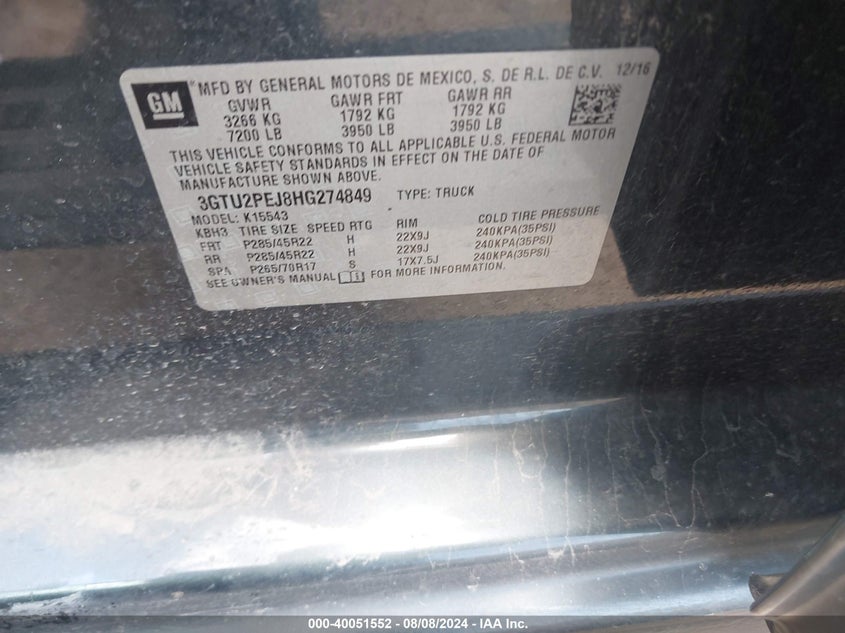 GM
MFD BY GENERAL MOTORS DE MEXICO, S. DE R.L. DE C.V. 12/16
GVWR GAWR FRT GAWR RR
3266 KG 1792 KG 1792 KG
7200 LB 3950 LB 3950 LB
THIS VEHICLE CONFORMS TO ALL APPLICABLE U.S. FEDERAL MOTOR
VEHICLE SAFETY STANDARDS IN EFFECT ON THE DATE OF
MANUFACTURE SHOWN ABOVE.
3GTU2PEJ8HG274849 TYPE: TRUCK
MODEL: K15543
KBH3 TIRE SIZE SPEED RTG RIM COLD TIRE PRESSURE
FRT P285/45R22 H 22X9J 240KPA(35PSI)
RR P285/45R22 H 22X9J 240KPA(35PSI)
SPA P265/70R17 S 17X7.5J 240KPA(35PSI)
SEE OWNER'S MANUAL FOR MORE INFORMATION.
000-40051552 — 08/08/2024 — IAA Inc.